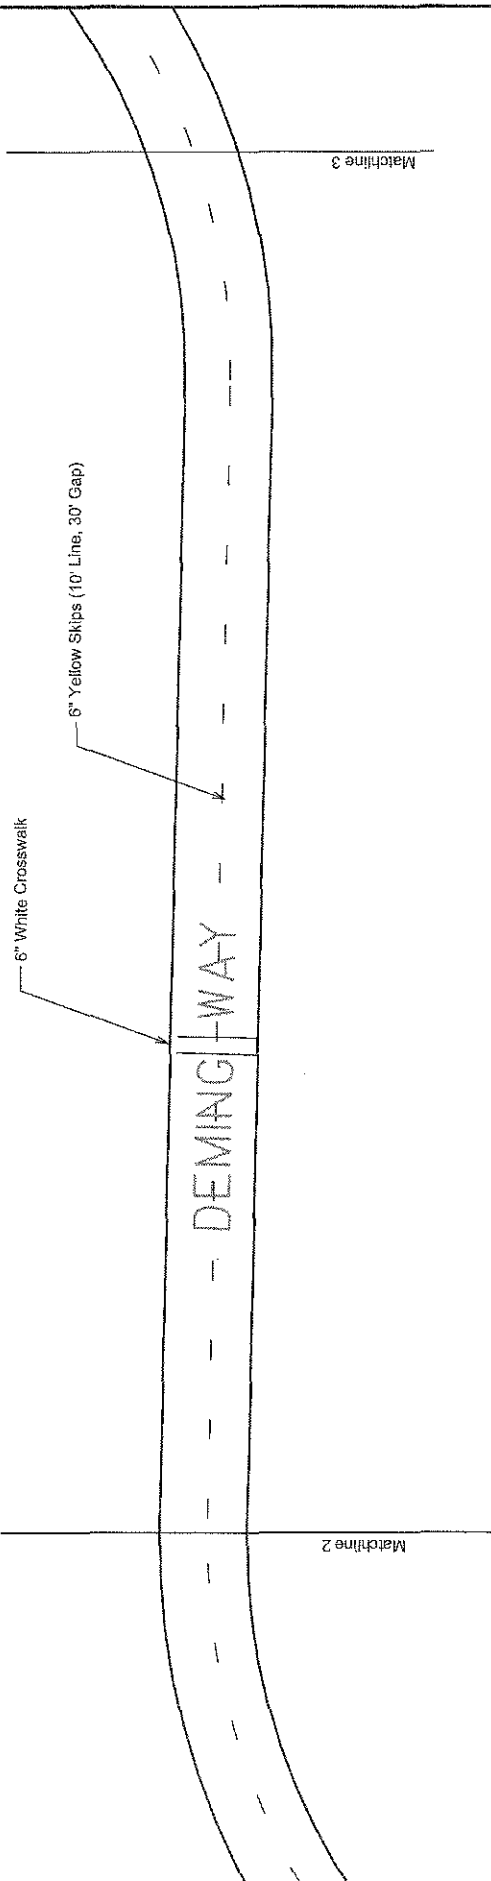 6" White Crosswalk
6" Yellow Skips (10' Line, 30' Gap)
DEMING WAY
Matchline 2
Matchline 3